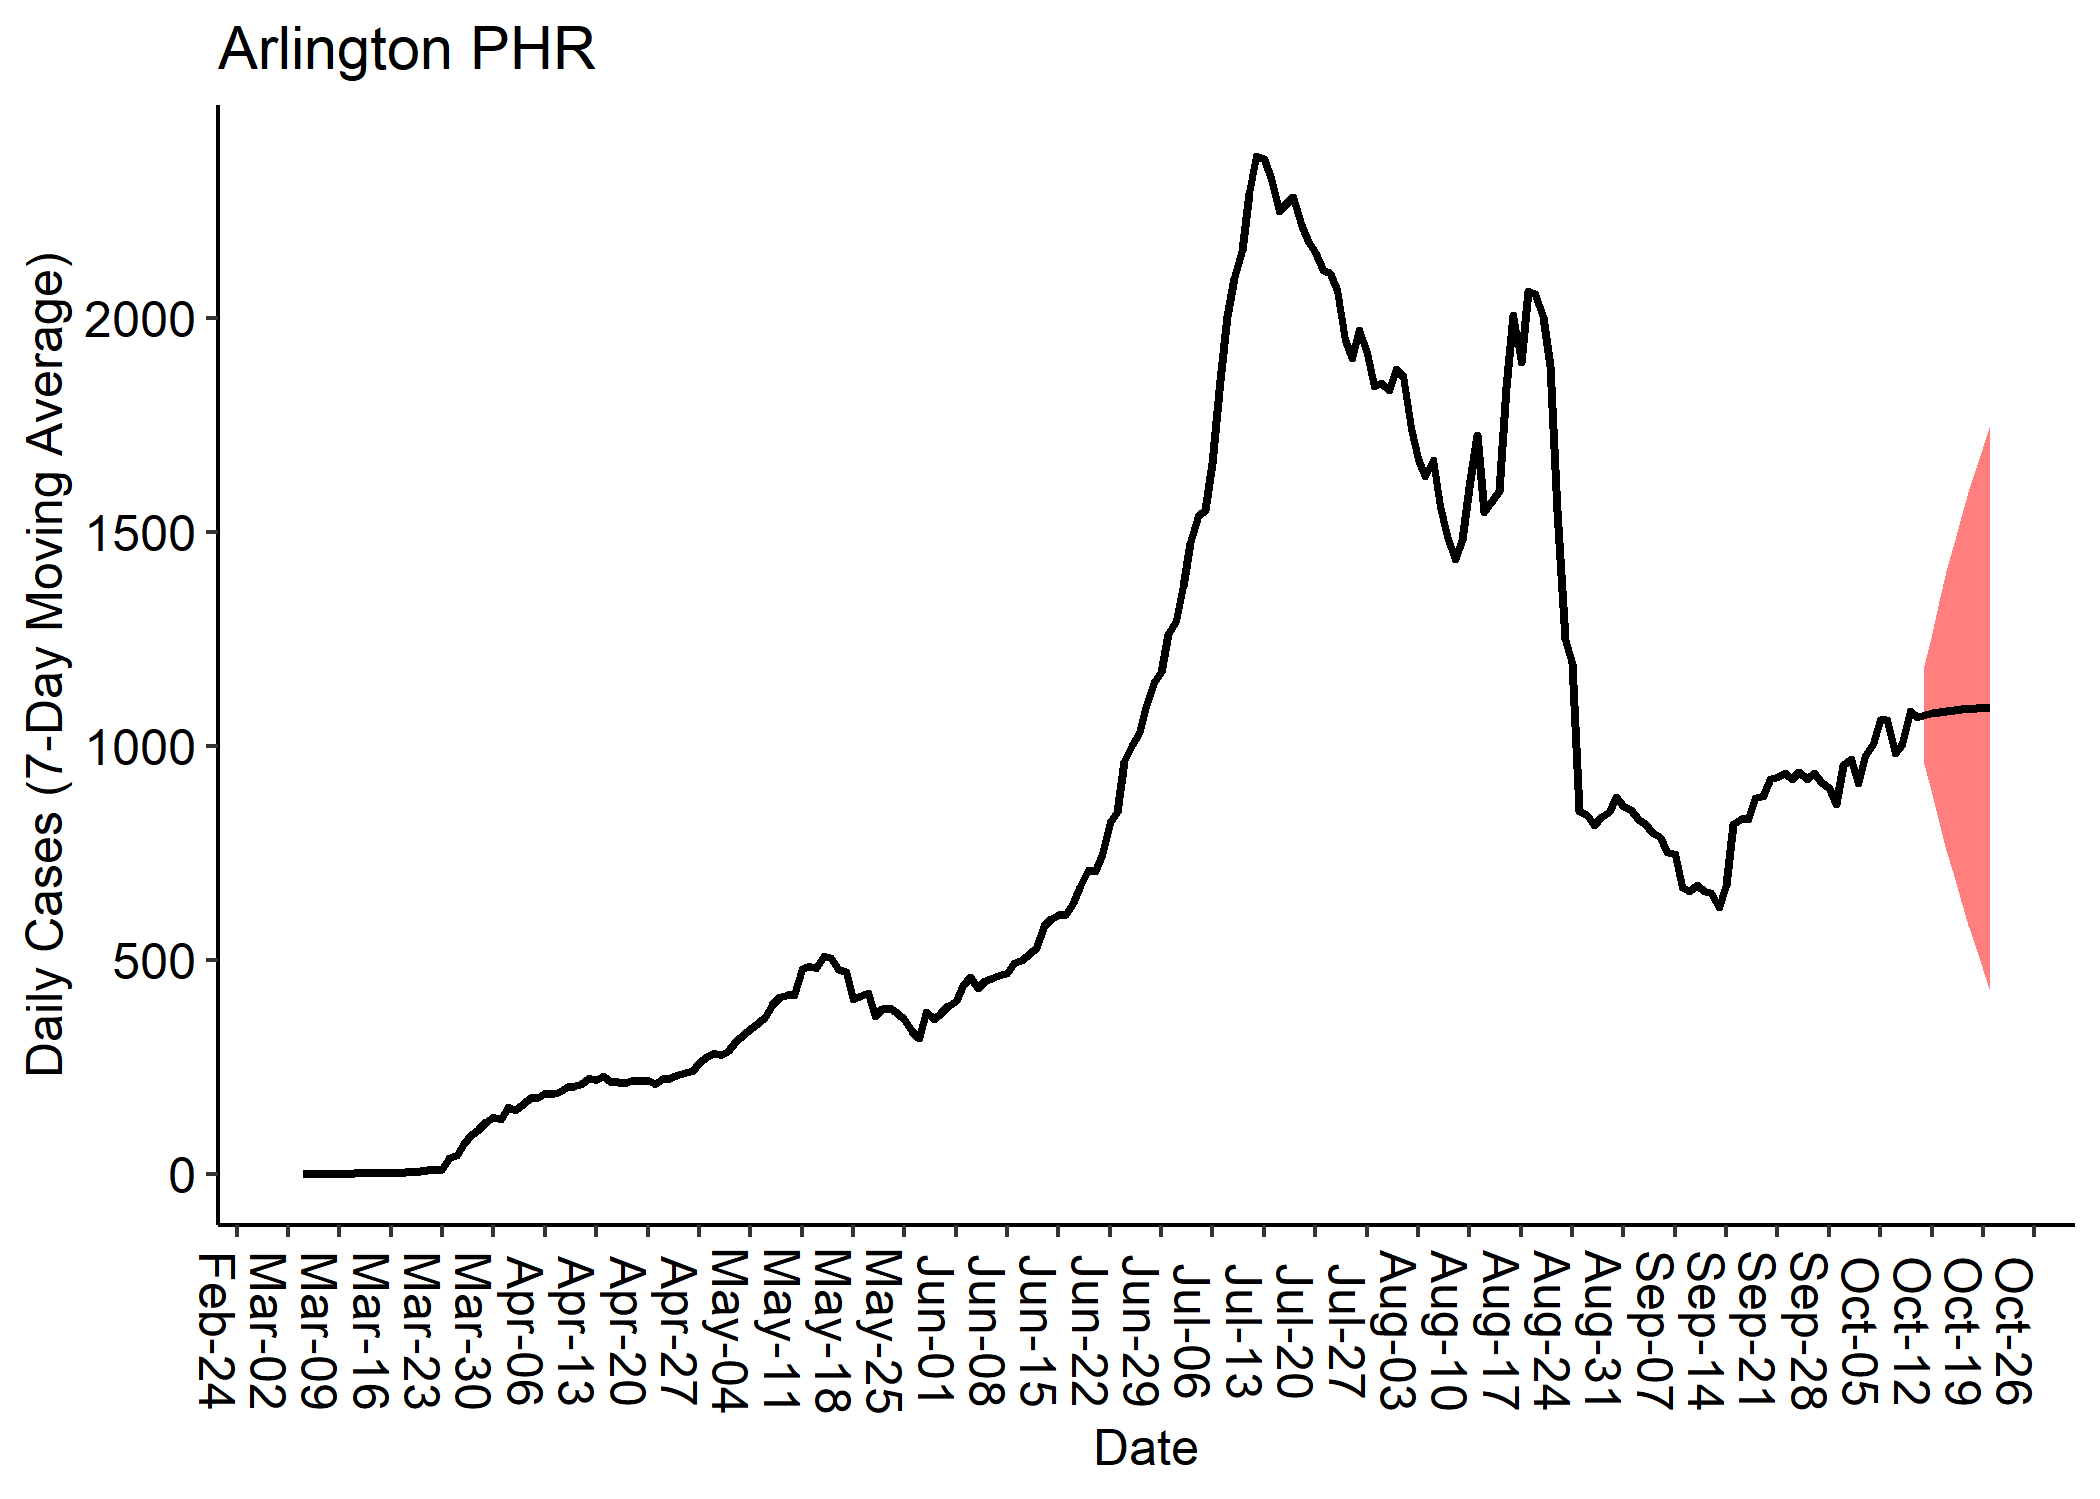 Arlington PHR
Daily Cases (7-Day Moving Average)
2000
1500
1000
500
0
Feb-24
Mar-02
Mar-09
Mar-16
Mar-23
Mar-30
Apr-06
Apr-13
Apr-20
Apr-27
May-04
May-11
May-18
May-25
Jun-01
Jun-08
Jun-15
Jun-22
Jun-29
Jul-06
Jul-13
Jul-20
Jul-27
Aug-03
Aug-10
Aug-17
Aug-24
Aug-31
Sep-07
Sep-14
Sep-21
Sep-28
Oct-05
Oct-12
Oct-19
Oct-26
Date